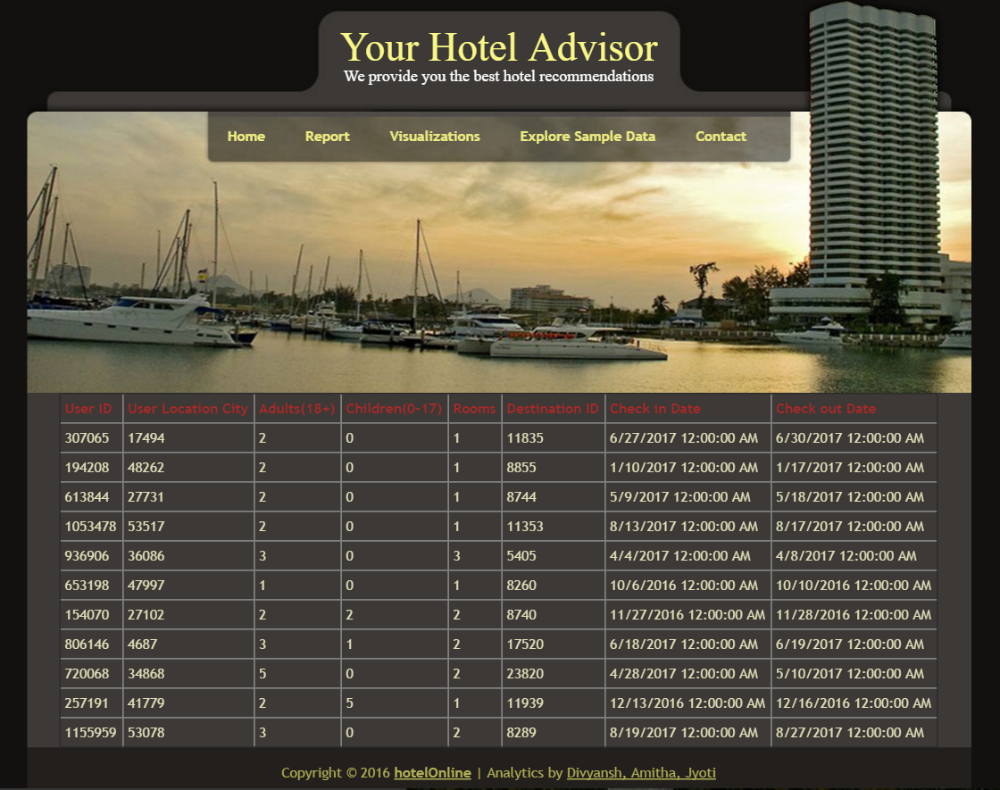 Your Hotel Advisor
We provide you the best hotel recommendations
Home Report Visualizations Explore Sample Data Contact
User ID User Location City Adults(18+) Children(0-17) Rooms Destination ID Check in Date Check out Date
307065 17494 2 0 1 11835 6/27/2017 12:00:00 AM 6/30/2017 12:00:00 AM
194208 48262 2 0 1 8855 1/10/2017 12:00:00 AM 1/17/2017 12:00:00 AM
613844 27731 2 0 1 8744 5/9/2017 12:00:00 AM 5/18/2017 12:00:00 AM
1053478 53517 2 0 1 11353 8/13/2017 12:00:00 AM 8/17/2017 12:00:00 AM
936906 36086 3 0 3 5405 4/4/2017 12:00:00 AM 4/8/2017 12:00:00 AM
653198 47997 1 0 1 8260 10/6/2016 12:00:00 AM 10/10/2016 12:00:00 AM
154070 27102 2 2 2 8740 11/27/2016 12:00:00 AM 11/28/2016 12:00:00 AM
806146 4687 3 1 2 17520 6/18/2017 12:00:00 AM 6/19/2017 12:00:00 AM
720068 34868 5 0 2 23820 4/28/2017 12:00:00 AM 5/10/2017 12:00:00 AM
257191 41779 2 5 1 11939 12/13/2016 12:00:00 AM 12/16/2016 12:00:00 AM
1155959 53078 3 0 2 8289 8/19/2017 12:00:00 AM 8/27/2017 12:00:00 AM
Copyright © 2016 hotelOnline | Analytics by Divyansh, Amitha, Jyoti